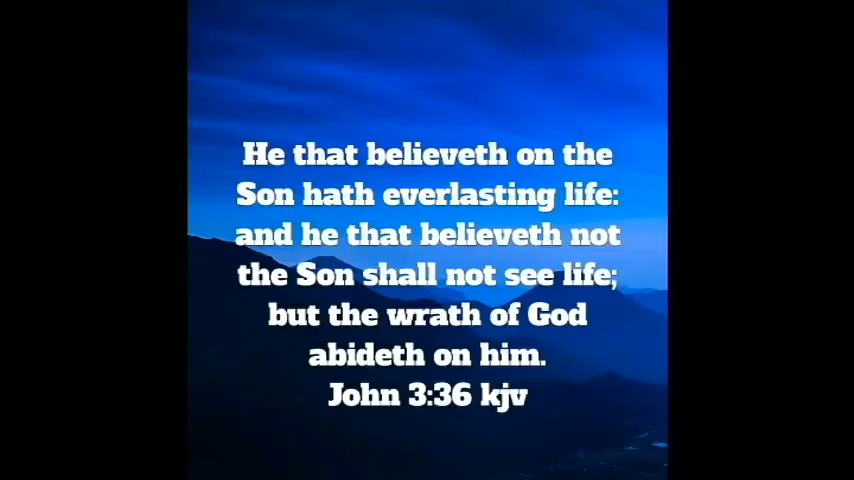 He that believeth on the
Son hath everlasting life:
and he that believeth not
the Son shall not see life;
but the wrath of God
abideth on him.
John 3:36 kjv